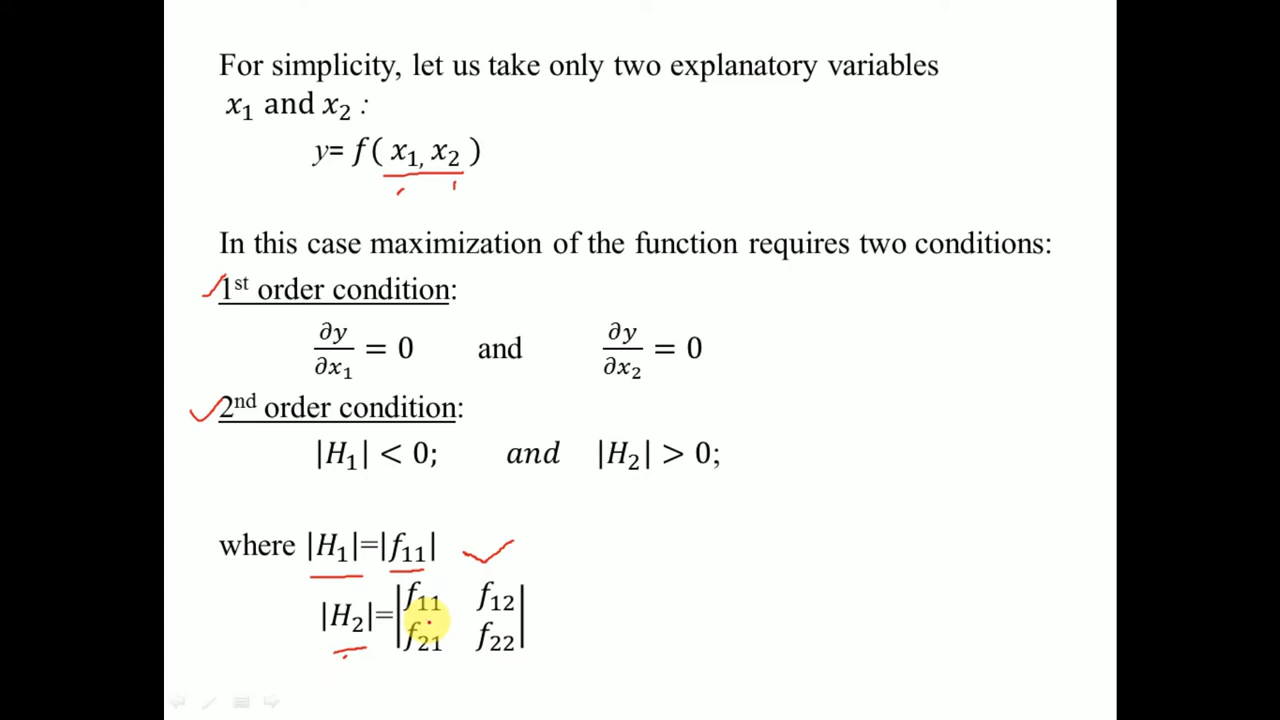 For simplicity, let us take only two explanatory variables
x₁ and x₂ :
y= f ( x₁, x₂ )
In this case maximization of the function requires two conditions:
1st order condition:
∂y/∂x₁ = 0 and ∂y/∂x₂ = 0
2nd order condition:
|H₁| < 0; and |H₂| > 0;
where |H₁|=|f₁₁|
|H₂|=|f₁₁ f₁₂
f₂₁ f₂₂|